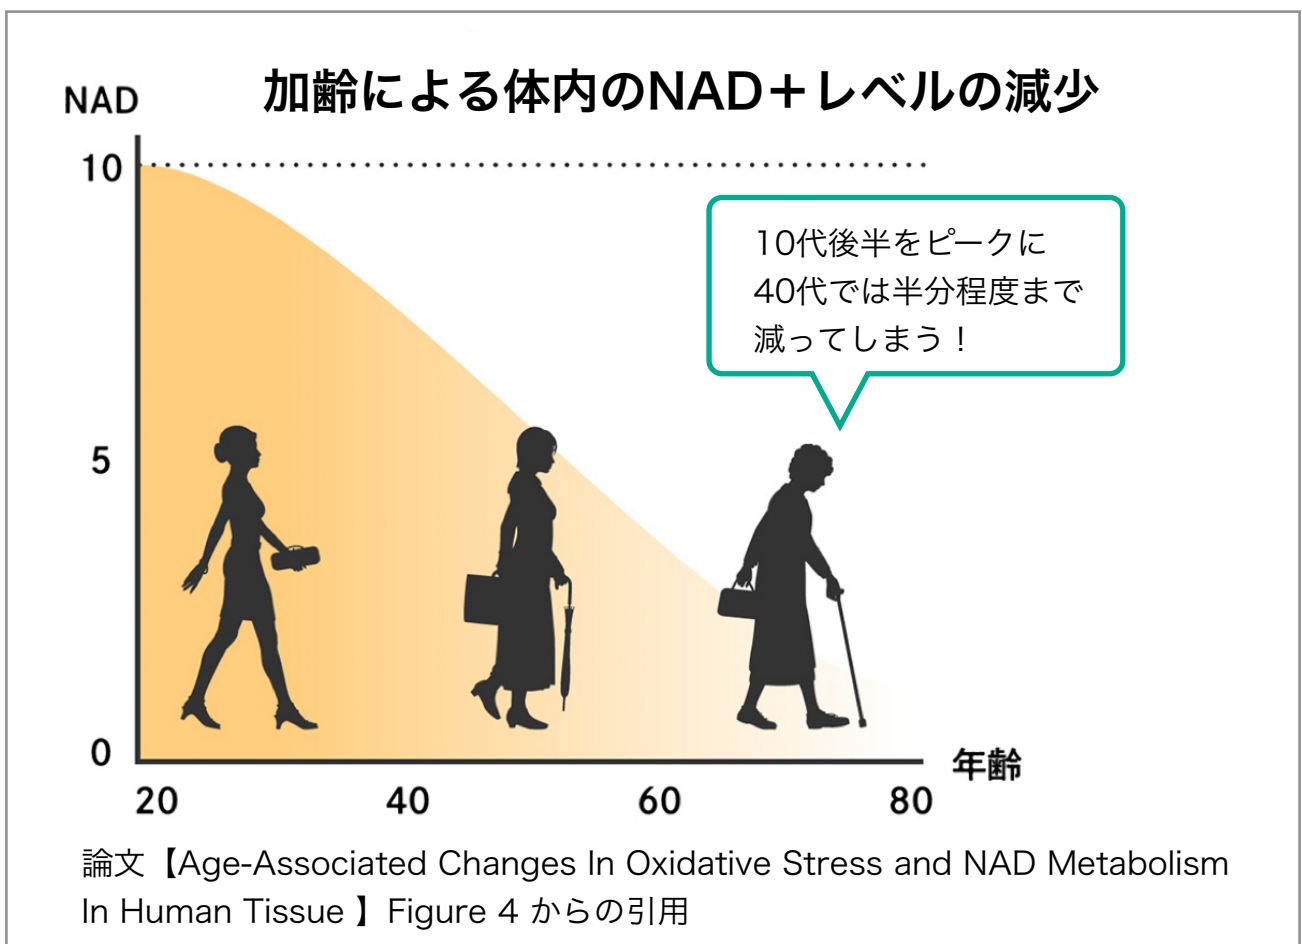 加齢による体内のNAD＋レベルの減少
NAD
10
10代後半をピークに
40代では半分程度まで
減ってしまう！
5
0
年齢
20 40 60 80
論文【Age-Associated Changes In Oxidative Stress and NAD Metabolism
In Human Tissue 】Figure 4 からの引用